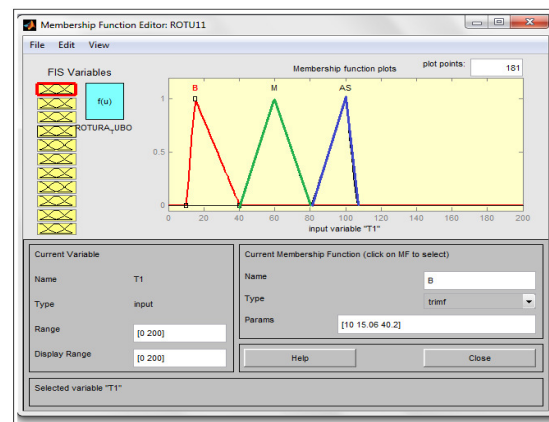 Membership Function Editor: ROTU11
File Edit View
FIS Variables
f(u)
ROTURA_TUBO
Membership function plots
plot points:
181
B M AS
1
0.5
0
0 20 40 60 80 100 120 140 160 180 200
input variable "T1"
Current Variable
Name T1
Type input
Range [0 200]
Display Range [0 200]
Current Membership Function (click on MF to select)
Name B
Type trimf
Params [10 15.06 40.2]
Help Close
Selected variable "T1"